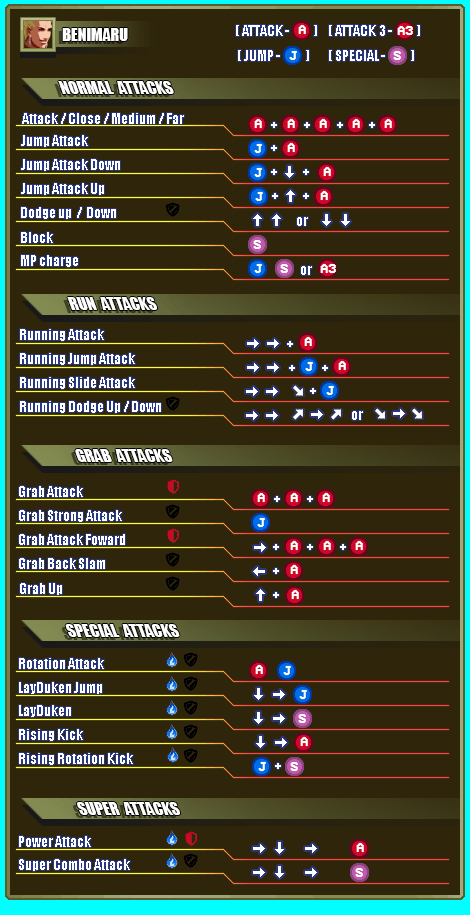 BENIMARU [ ATTACK - A ] [ ATTACK 3 - A3 ]
[ JUMP - J ] [ SPECIAL - S ]
NORMAL ATTACKS
Attack / Close / Medium / Far A + A + A + A + A
Jump Attack J + A
Jump Attack Down J + ↓ + A
Jump Attack Up J + ↑ + A
Dodge up / Down ↑ ↑ or ↓ ↓
Block S
MP charge J S or A3
RUN ATTACKS
Running Attack → → + A
Running Jump Attack → → + J + A
Running Slide Attack → → ↘ + J
Running Dodge Up / Down → → ↗ → ↗ or ↘ → ↘
GRAB ATTACKS
Grab Attack A + A + A
Grab Strong Attack J
Grab Attack Foward → + A + A + A
Grab Back Slam ← + A
Grab Up ↑ + A
SPECIAL ATTACKS
Rotation Attack A J
LayDuken Jump ↓ → J
LayDuken ↓ → S
Rising Kick ↓ → A
Rising Rotation Kick J + S
SUPER ATTACKS
Power Attack → ↓ → A
Super Combo Attack → ↓ → S